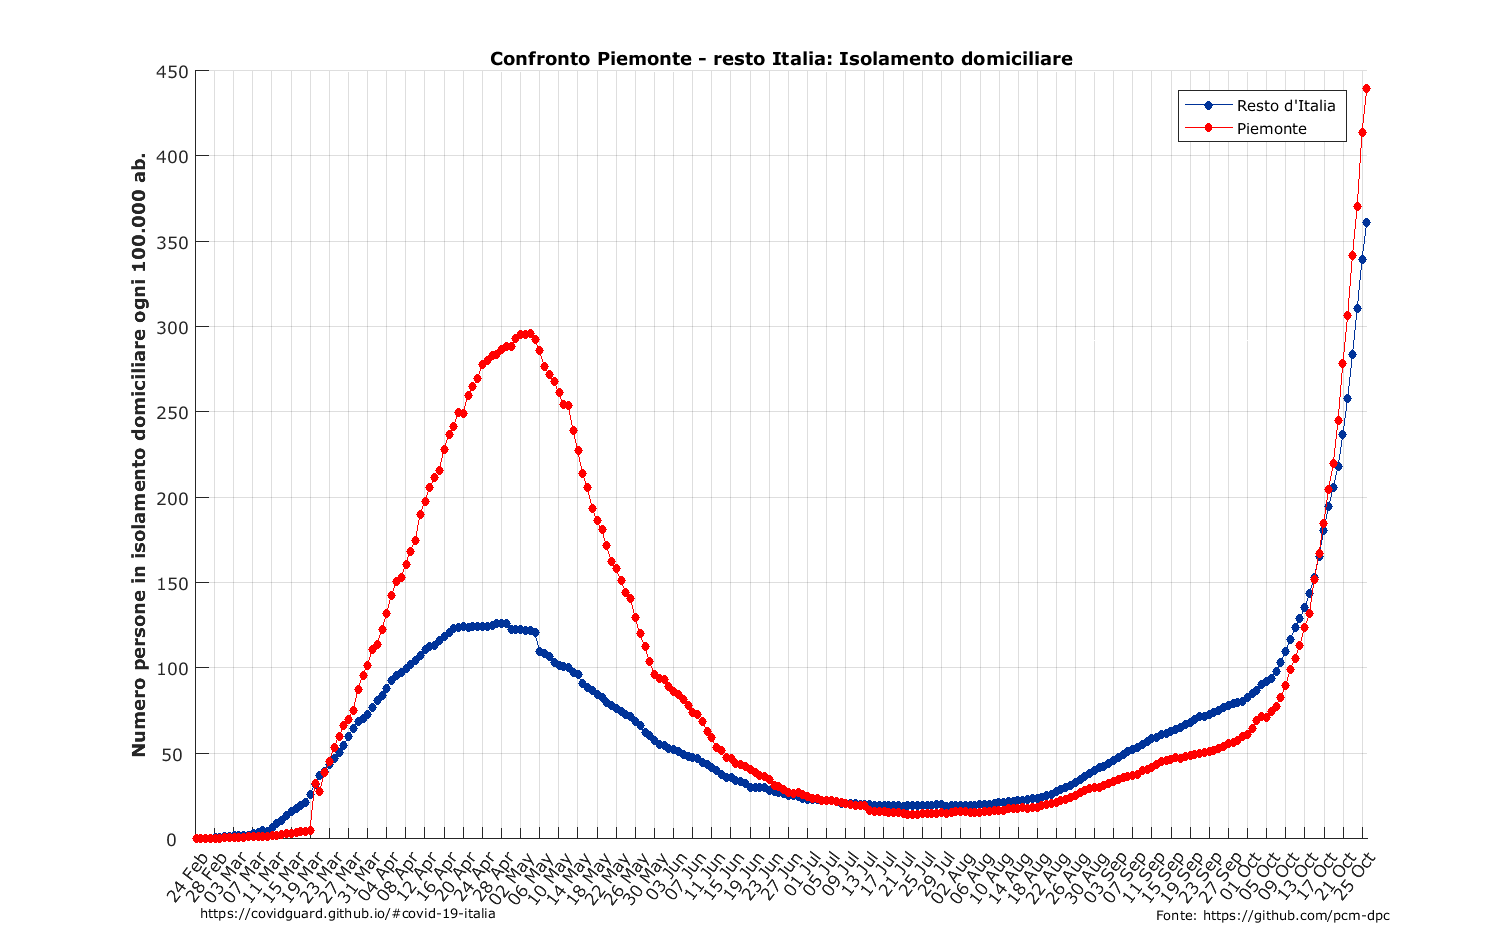 Confronto Piemonte - resto Italia: Isolamento domiciliare
Numero persone in isolamento domiciliare ogni 100.000 ab.
450
400
350
300
250
200
150
100
50
0
Resto d'Italia
Piemonte
24 Feb
28 Feb
03 Mar
07 Mar
11 Mar
15 Mar
19 Mar
23 Mar
27 Mar
31 Mar
04 Apr
08 Apr
12 Apr
16 Apr
20 Apr
24 Apr
28 Apr
02 May
06 May
10 May
14 May
18 May
22 May
26 May
30 May
03 Jun
07 Jun
11 Jun
15 Jun
19 Jun
23 Jun
27 Jun
01 Jul
05 Jul
09 Jul
13 Jul
17 Jul
21 Jul
25 Jul
29 Jul
02 Aug
06 Aug
10 Aug
14 Aug
18 Aug
22 Aug
26 Aug
30 Aug
03 Sep
07 Sep
11 Sep
15 Sep
19 Sep
23 Sep
27 Sep
01 Oct
05 Oct
09 Oct
13 Oct
17 Oct
21 Oct
25 Oct
https://covidguard.github.io/#covid-19-italia
Fonte: https://github.com/pcm-dpc